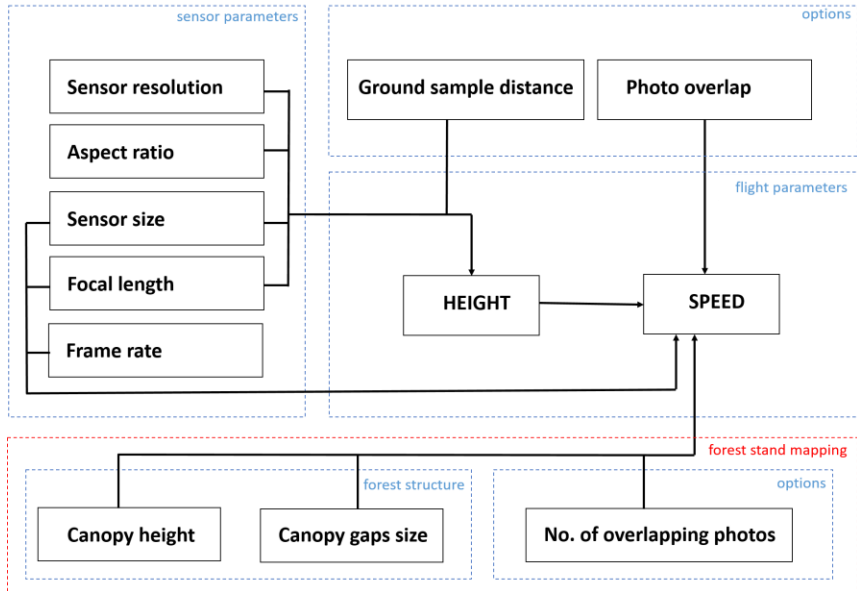 sensor parameters
options
Sensor resolution
Ground sample distance
Photo overlap
Aspect ratio
flight parameters
Sensor size
Focal length
HEIGHT
SPEED
Frame rate
forest stand mapping
forest structure
options
Canopy height
Canopy gaps size
No. of overlapping photos